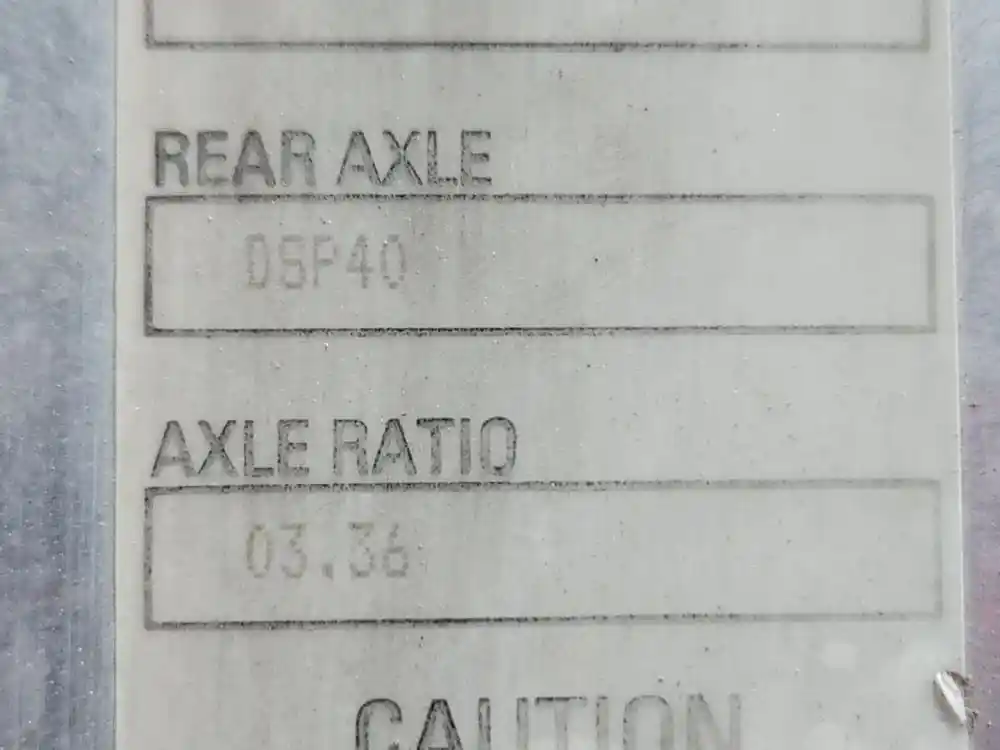 REAR AXLE
DSP40
AXLE RATIO
03.36
CAUTION